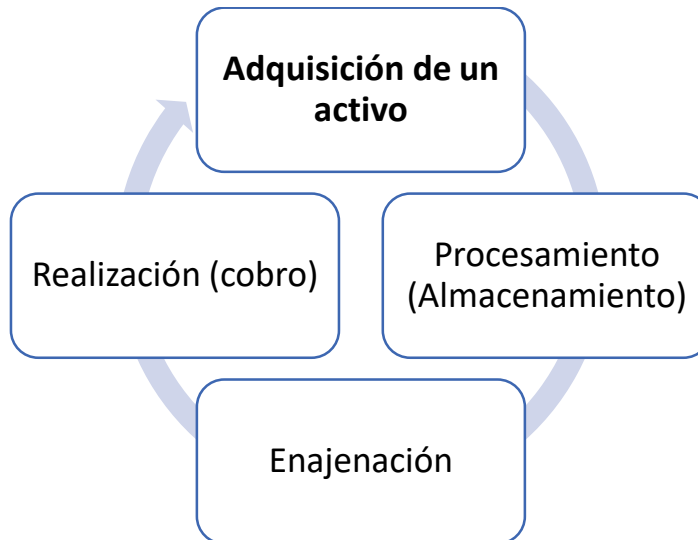 Adquisición de un
activo
Procesamiento
(Almacenamiento)
Enajenación
Realización (cobro)